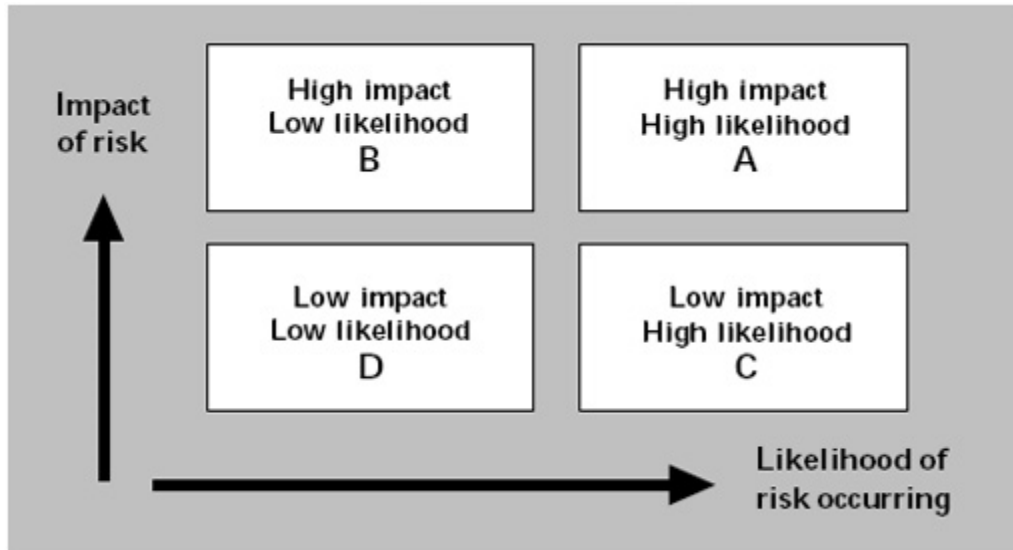 Impact
of risk
High impact
Low likelihood
B
High impact
High likelihood
A
Low impact
Low likelihood
D
Low impact
High likelihood
C
Likelihood of
risk occurring